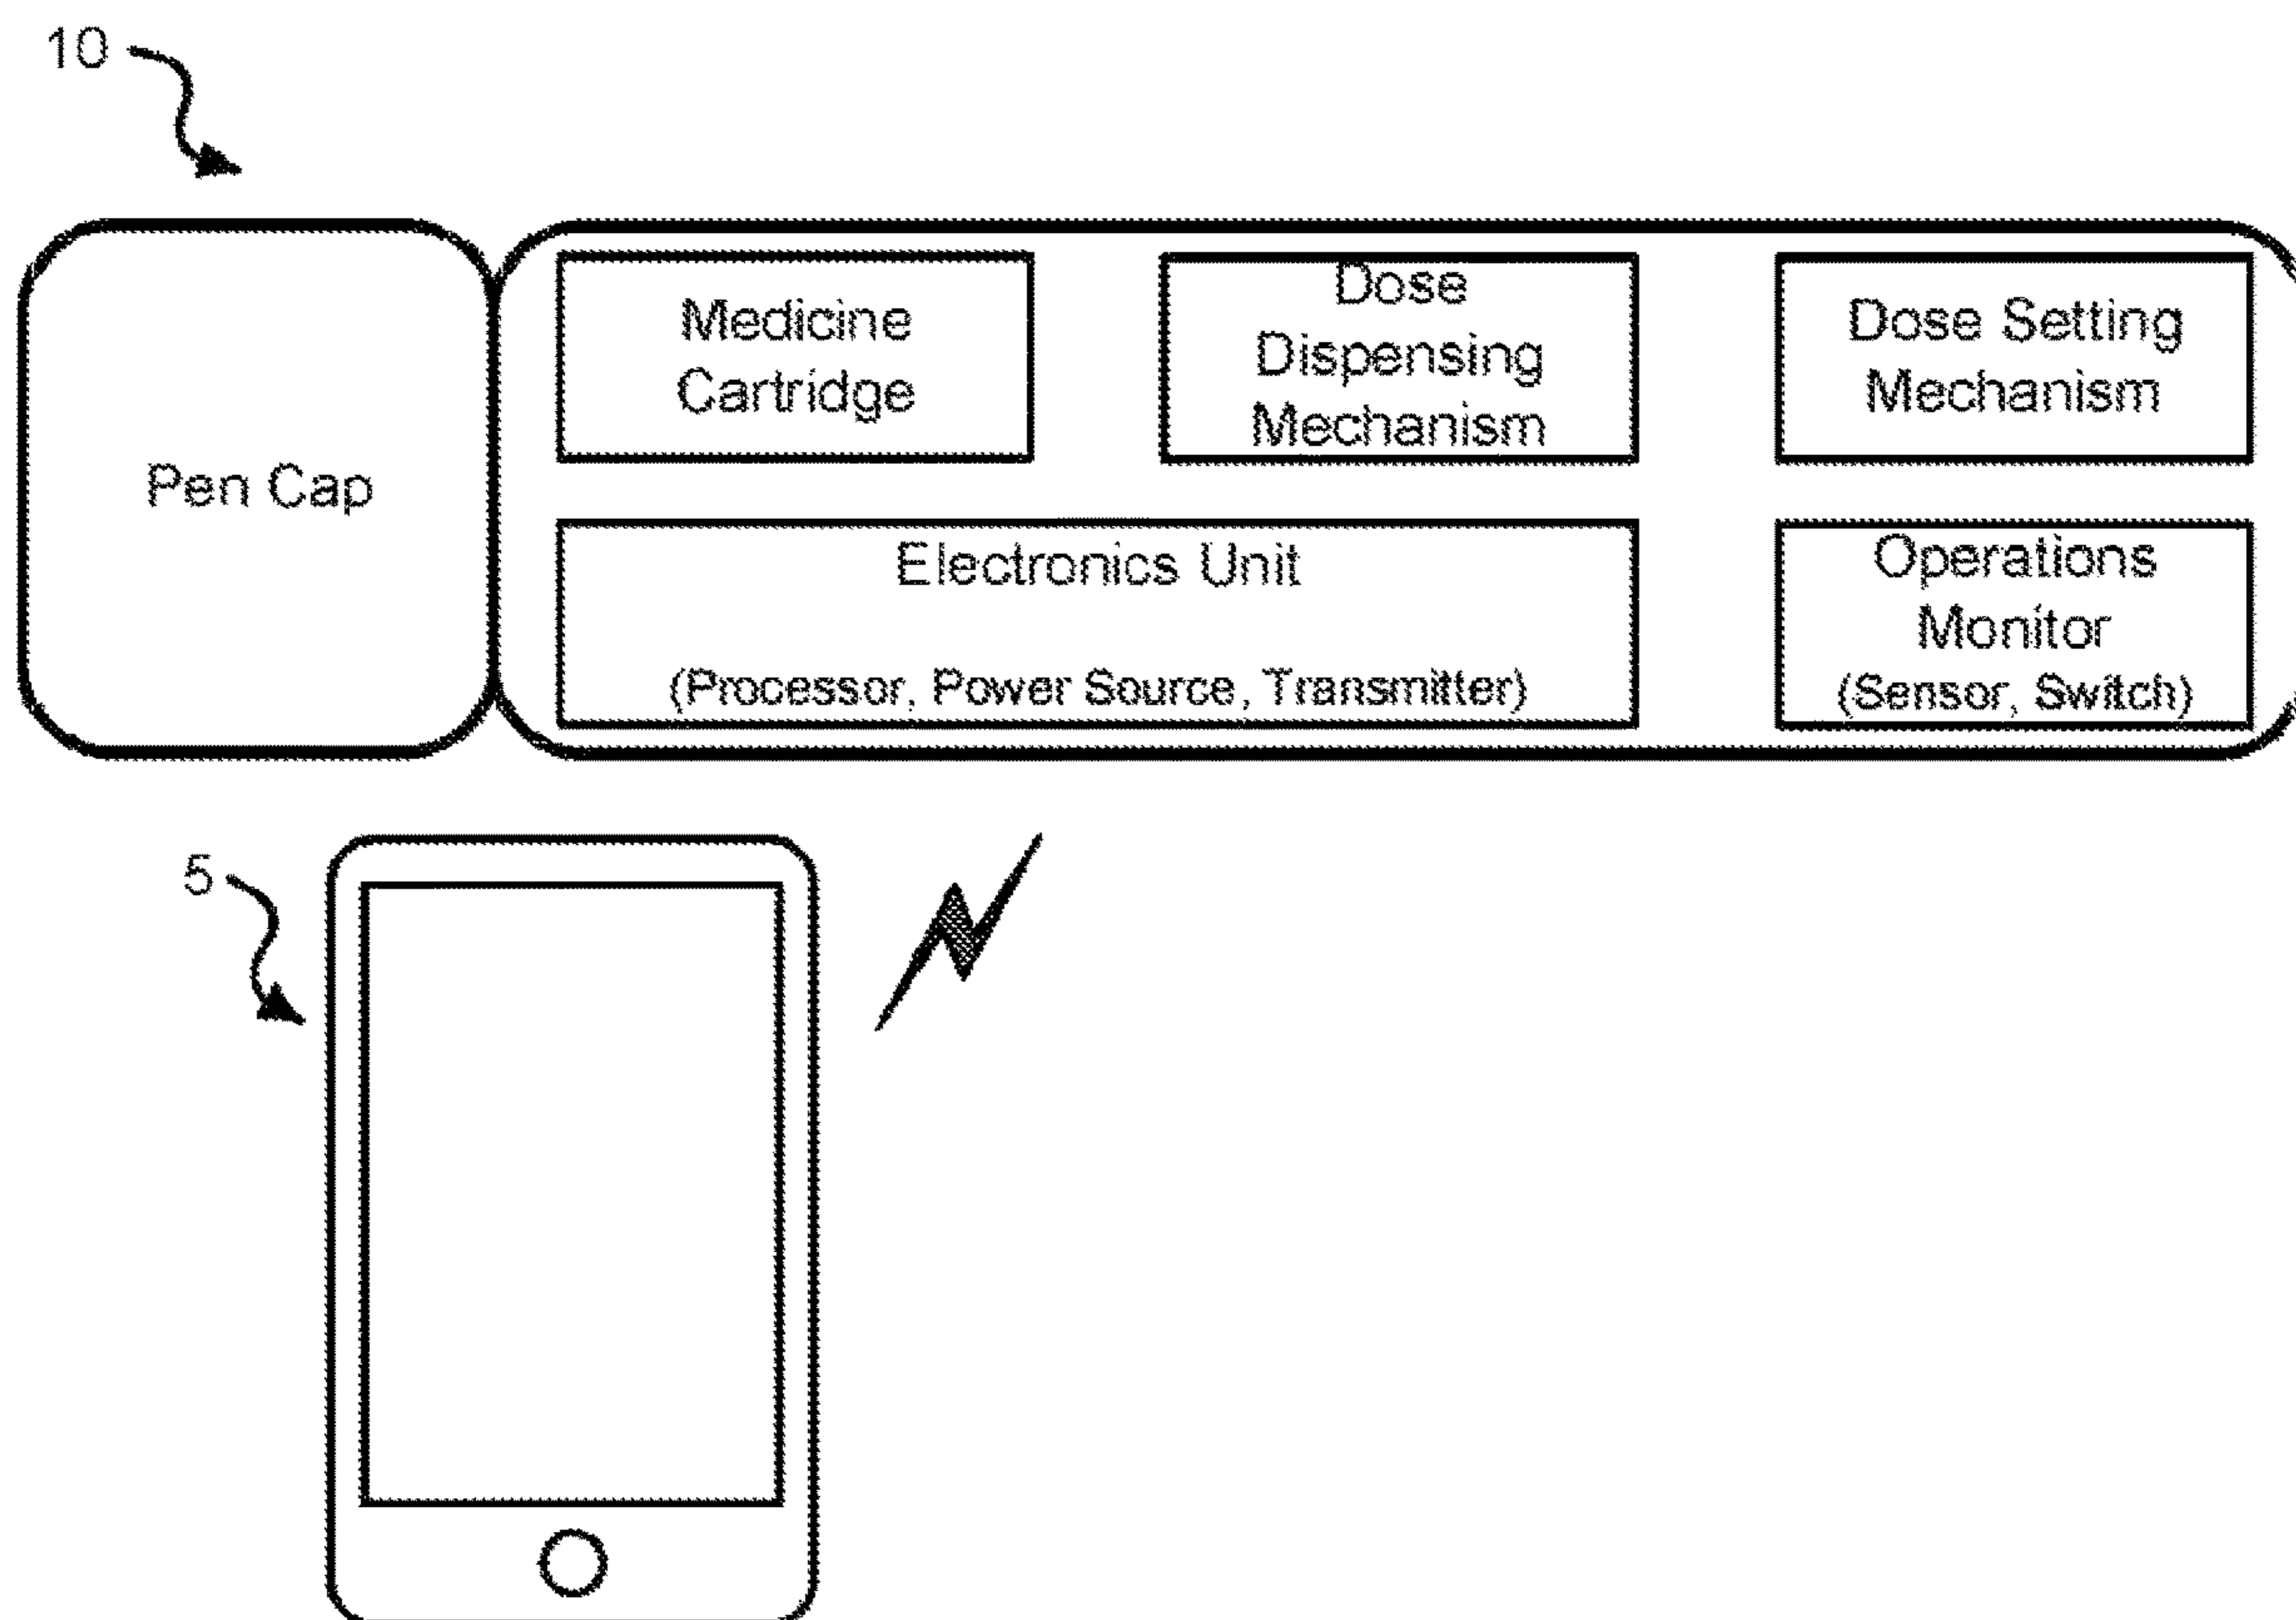 10
Medicine
Cartridge
Dose
Dispensing
Mechanism
Dose Setting
Mechanism
Pen Cap
Electronics Unit
(Processor, Power Source, Transmitter)
Operations
Monitor
(Sensor, Switch)
5